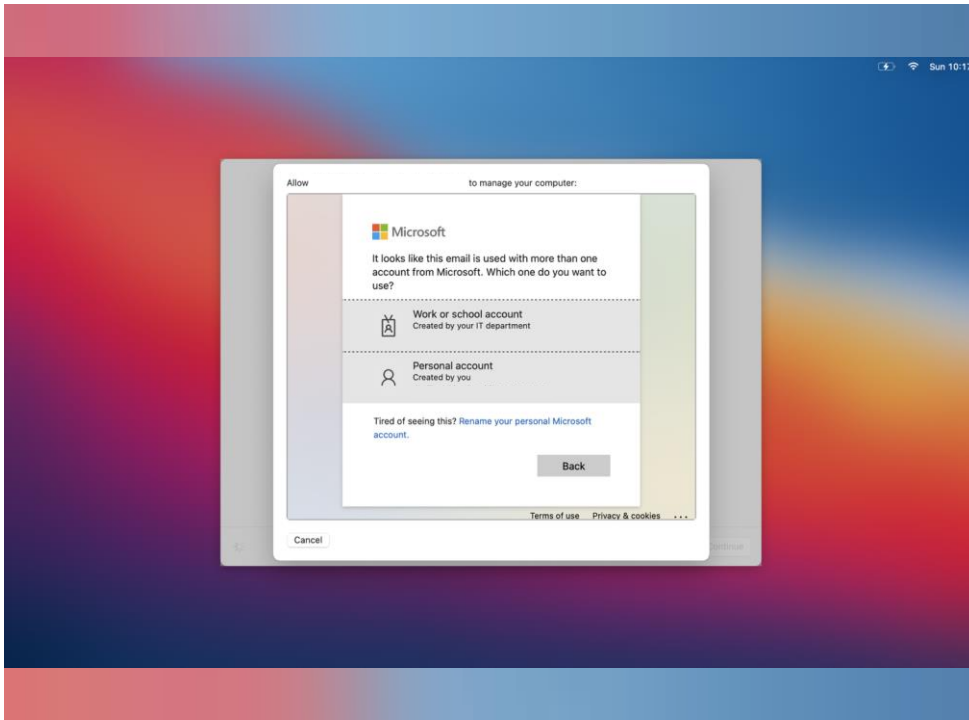 Sun 10:17
Allow to manage your computer:
Microsoft
It looks like this email is used with more than one
account from Microsoft. Which one do you want to
use?
Work or school account
Created by your IT department
Personal account
Created by you
Tired of seeing this? Rename your personal Microsoft
account.
Back
Terms of use Privacy & cookies ...
Cancel
Continue